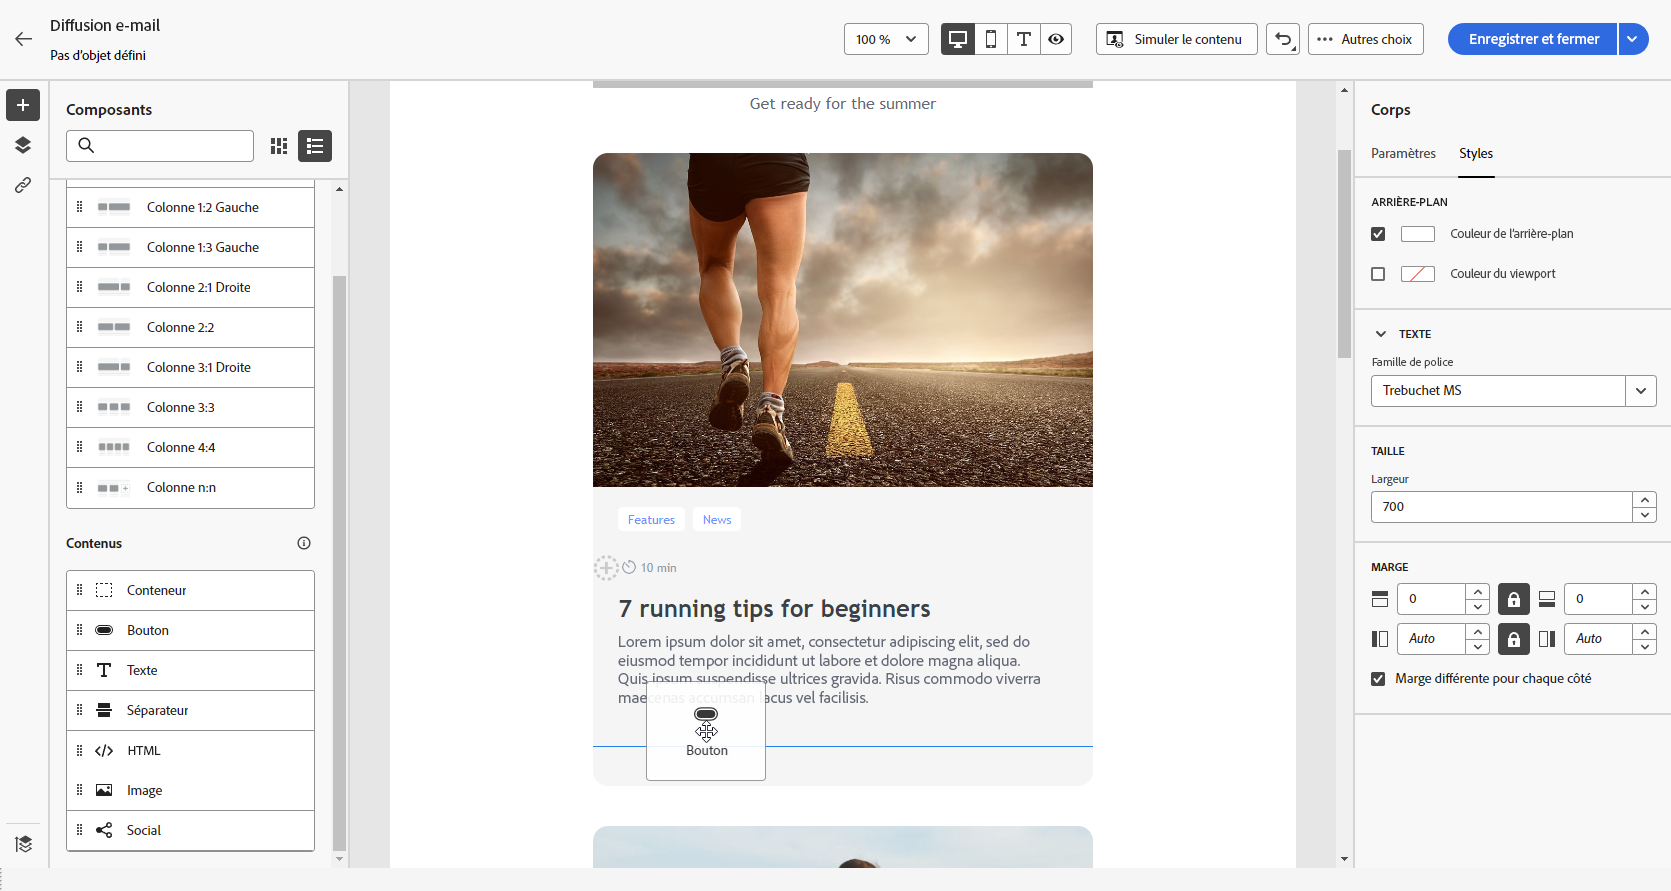 Diffusion e-mail
Pas d'objet défini
100 %
Simuler le contenu
Autres choix
Enregistrer et fermer
Composants
Colonne 1:2 Gauche
Colonne 1:3 Gauche
Colonne 2:1 Droite
Colonne 2:2
Colonne 3:1 Droite
Colonne 3:3
Colonne 4:4
Colonne n:n
Contenus
Conteneur
Bouton
Texte
Séparateur
HTML
Image
Social
Get ready for the summer
Features
News
10 min
7 running tips for beginners
Lorem ipsum dolor sit amet, consectetur adipiscing elit, sed do
eiusmod tempor incididunt ut labore et dolore magna aliqua.
Quis ipsum suspendisse ultrices gravida. Risus commodo viverra
maecenas accumsan lacus vel facilisis.
Bouton
Corps
Paramètres
Styles
ARRIÈRE-PLAN
Couleur de l'arrière-plan
Couleur du viewport
TEXTE
Famille de police
Trebuchet MS
TAILLE
Largeur
700
MARGE
0
0
Auto
Auto
Marge différente pour chaque côté